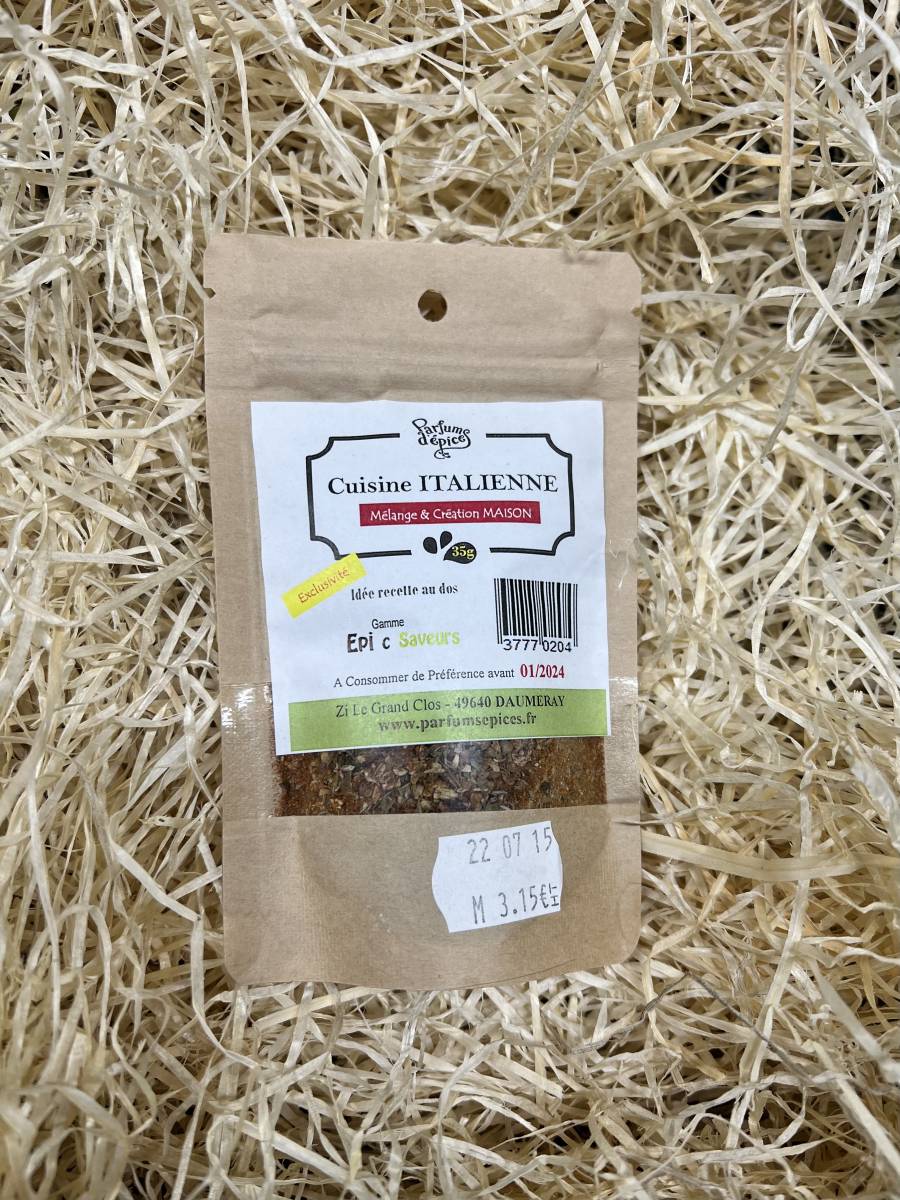 Parfums
d'épices
Cuisine ITALIENNE
Mélange & Création MAISON
35g
Exclusivité
Idée recette au dos
Gamme
Epi c Saveurs
3777 0204
A Consommer de Préférence avant 01/2024
Zi Le Grand Clos - 49640 DAUMERAY
www.parfumsepices.fr
22 07 15
M 3.15€